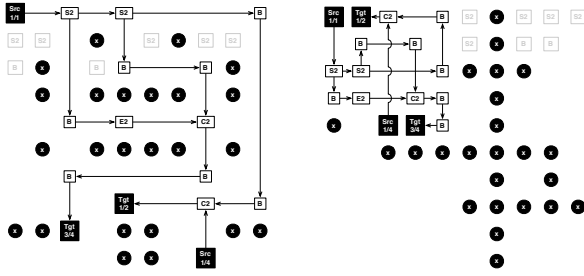 Src S2 S2 B
1/1
S2 S2 x S2 x S2 S2
B x B B B x
x x x x x x
B E2 C2
x x x x x x
B B
Tgt C2 B
1/2
x x Tgt x x x x
3/4
x x Src
1/4
Src Tgt C2 B S2 x S2 S2 S2
1/1 1/2
B B S2 x B B
S2 S2 B x x x
B E2 C2 B x
x Src Tgt B x
1/4 3/4
x x x x x x x
x x
x x x x x
x
x